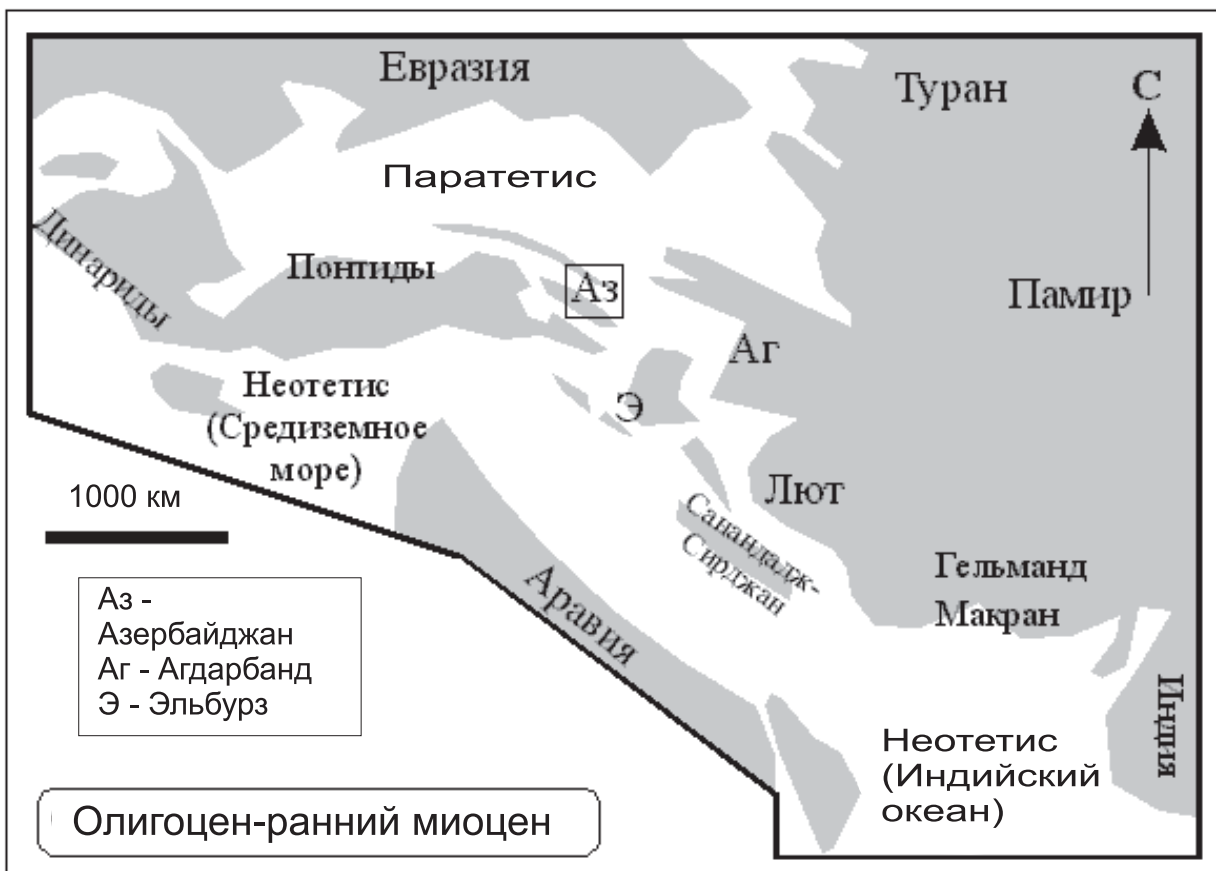 Евразия
Туран
С
Паратетис
Динариды
Понтиды
Аз
Памир
Аг
Неотетис
(Средиземное
море)
Э
1000 км
Лют
Санандадж-
Сирджан
Гельманд
Макран
Аравия
Индия
Аз -
Азербайджан
Аг - Агдарбанд
Э - Эльбурз
Неотетис
(Индийский
океан)
Олигоцен-ранний миоцен